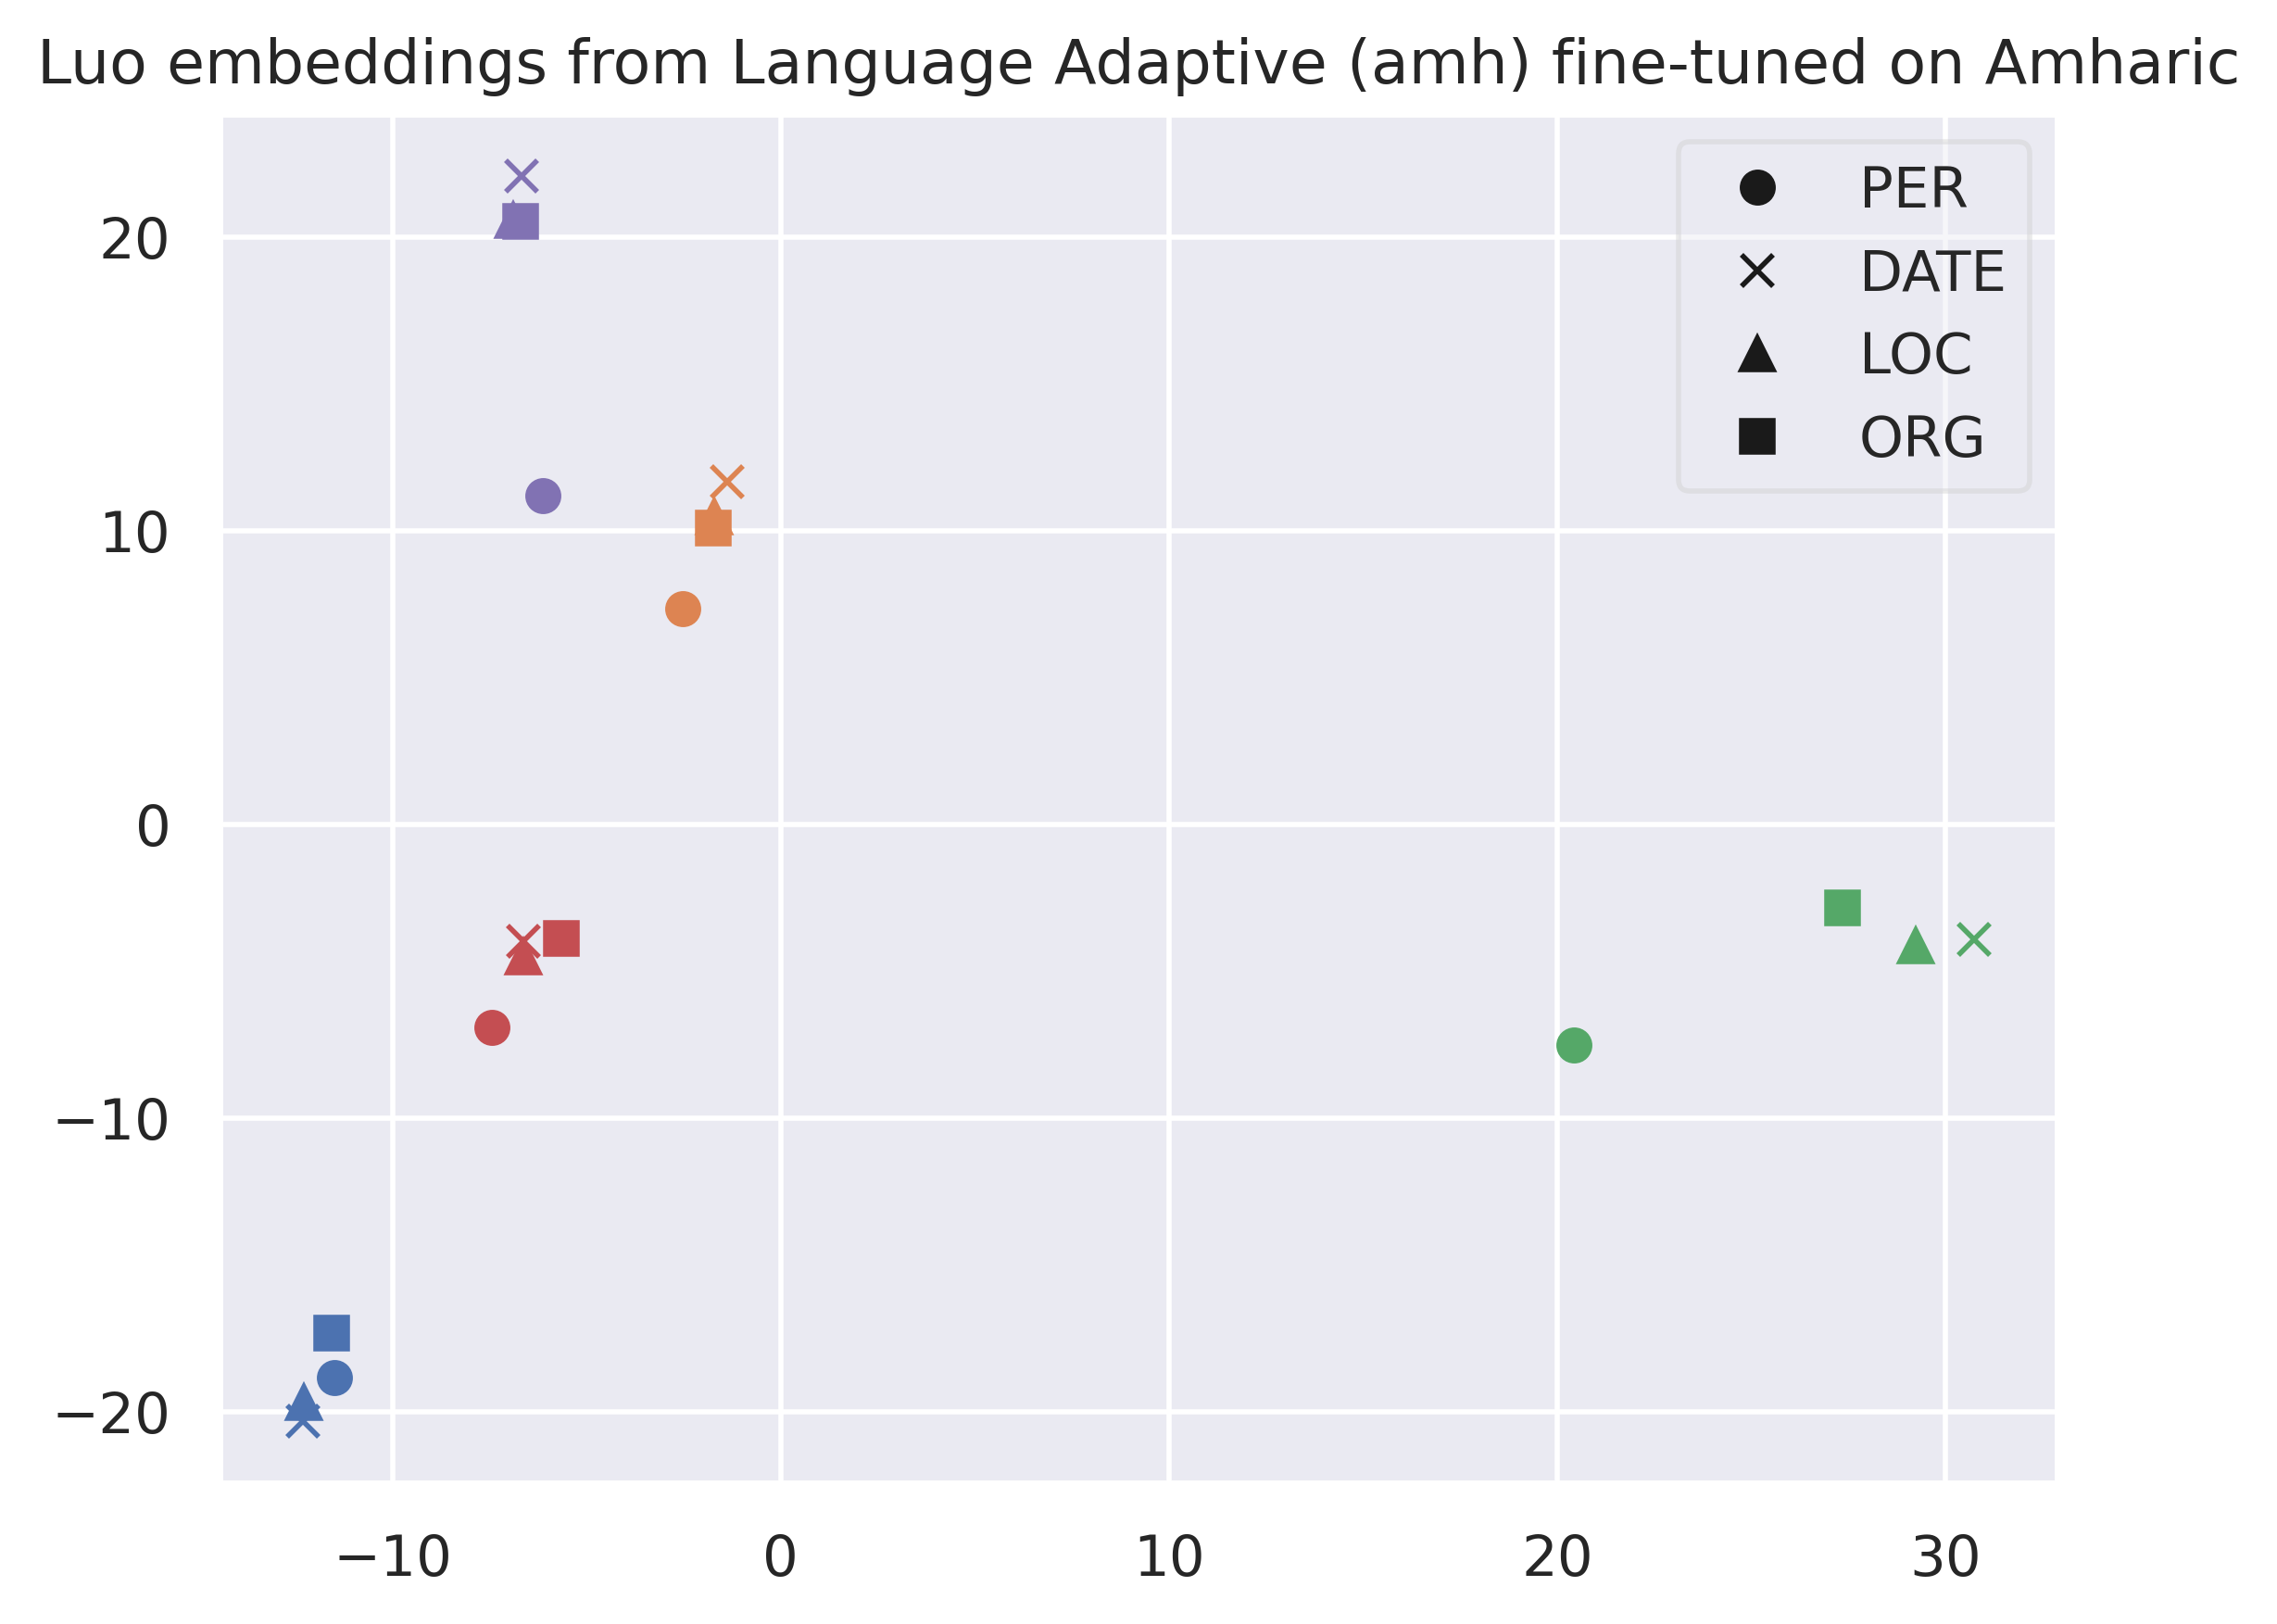 Luo embeddings from Language Adaptive (amh) fine-tuned on Amharic
PER
DATE
LOC
ORG
20
10
0
−10
−20
−10 0 10 20 30